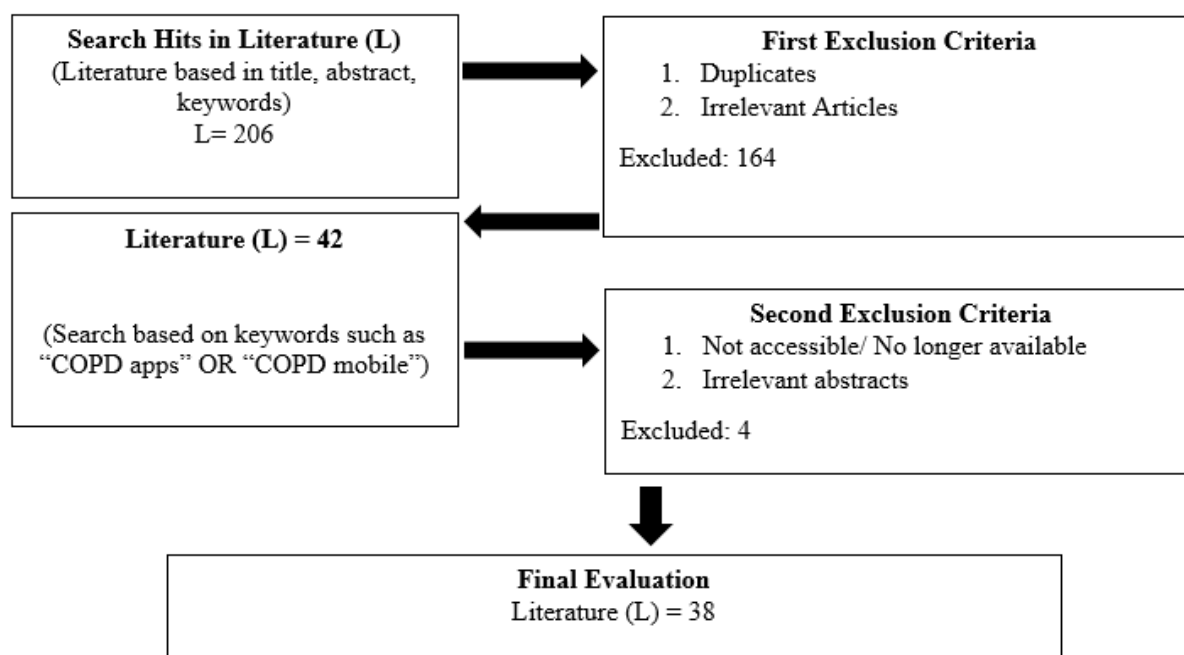 Search Hits in Literature (L)
(Literature based in title, abstract,
keywords)
L= 206
First Exclusion Criteria
1. Duplicates
2. Irrelevant Articles
Excluded: 164
Literature (L) = 42
(Search based on keywords such as
“COPD apps” OR “COPD mobile”)
Second Exclusion Criteria
1. Not accessible/ No longer available
2. Irrelevant abstracts
Excluded: 4
Final Evaluation
Literature (L) = 38